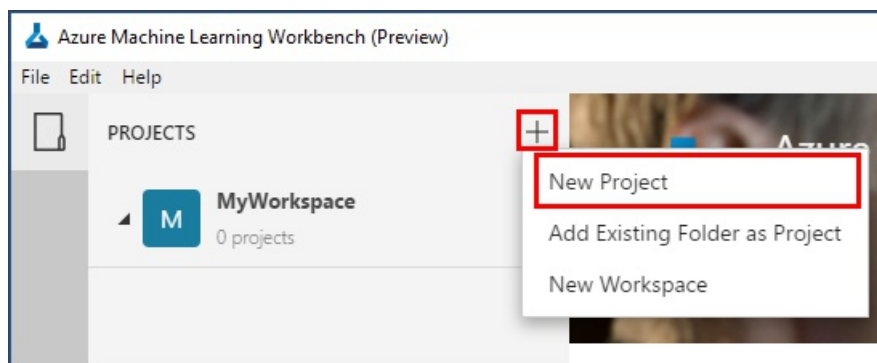 Azure Machine Learning Workbench (Preview)
File Edit Help
PROJECTS
New Project
M
MyWorkspace
0 projects
Add Existing Folder as Project
New Workspace